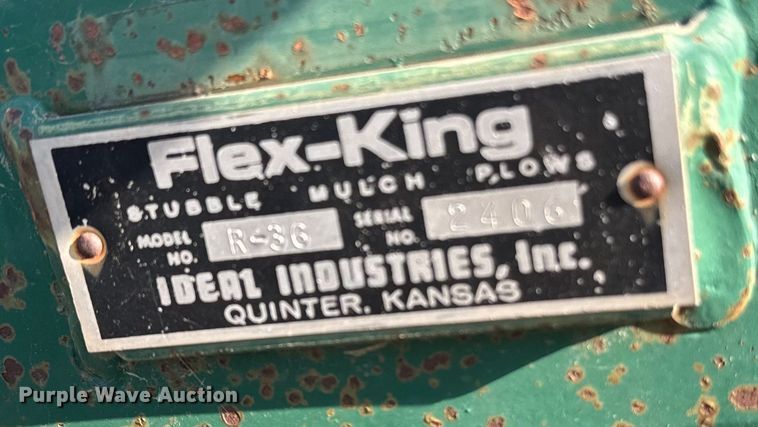 Flex-King
STUBBLE MULCH PLOWS
MODEL NO. R-36 SERIAL NO. 2406
IDEAL INDUSTRIES, Inc.
QUINTER, KANSAS
Purple Wave Auction